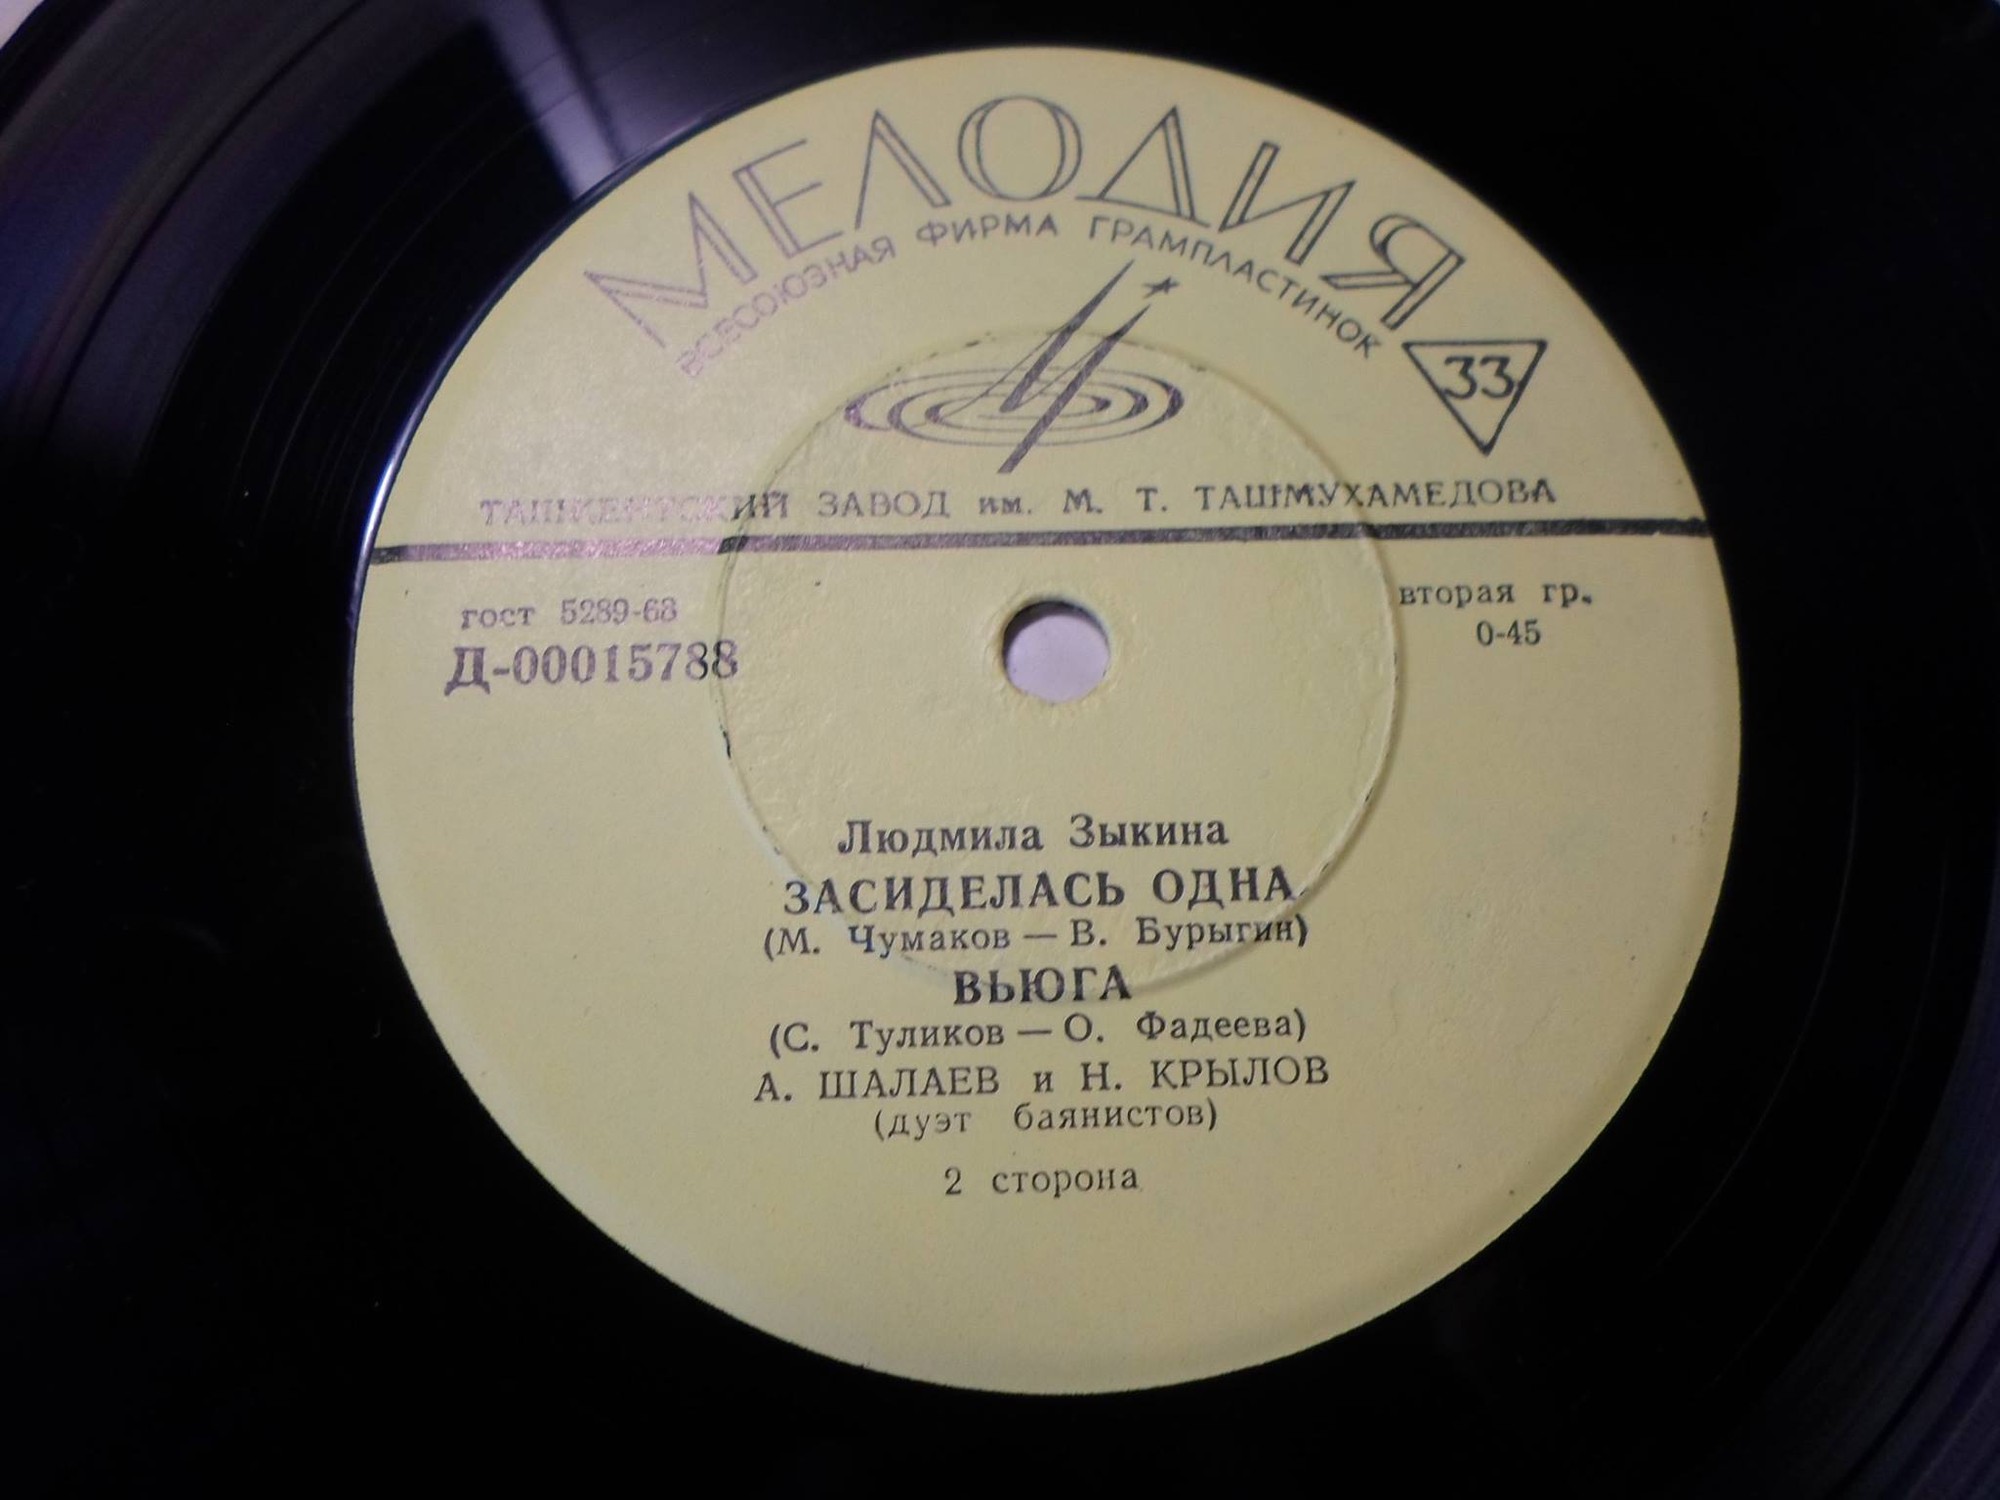 МЕЛОДИЯ
ВСЕСОЮЗНАЯ ФИРМА ГРАМПЛАСТИНОК
33
ТАШКЕНТСКИЙ ЗАВОД им. М. Т. ТАШМУХАМЕДОВА
гост 5289-68
вторая гр.
Д-00015788
0-45
Людмила Зыкина
ЗАСИДЕЛАСЬ ОДНА
(М. Чумаков — В. Бурыгин)
ВЬЮГА
(С. Туликов — О. Фадеева)
А. ШАЛАЕВ и Н. КРЫЛОВ
(дуэт баянистов)
2 сторона